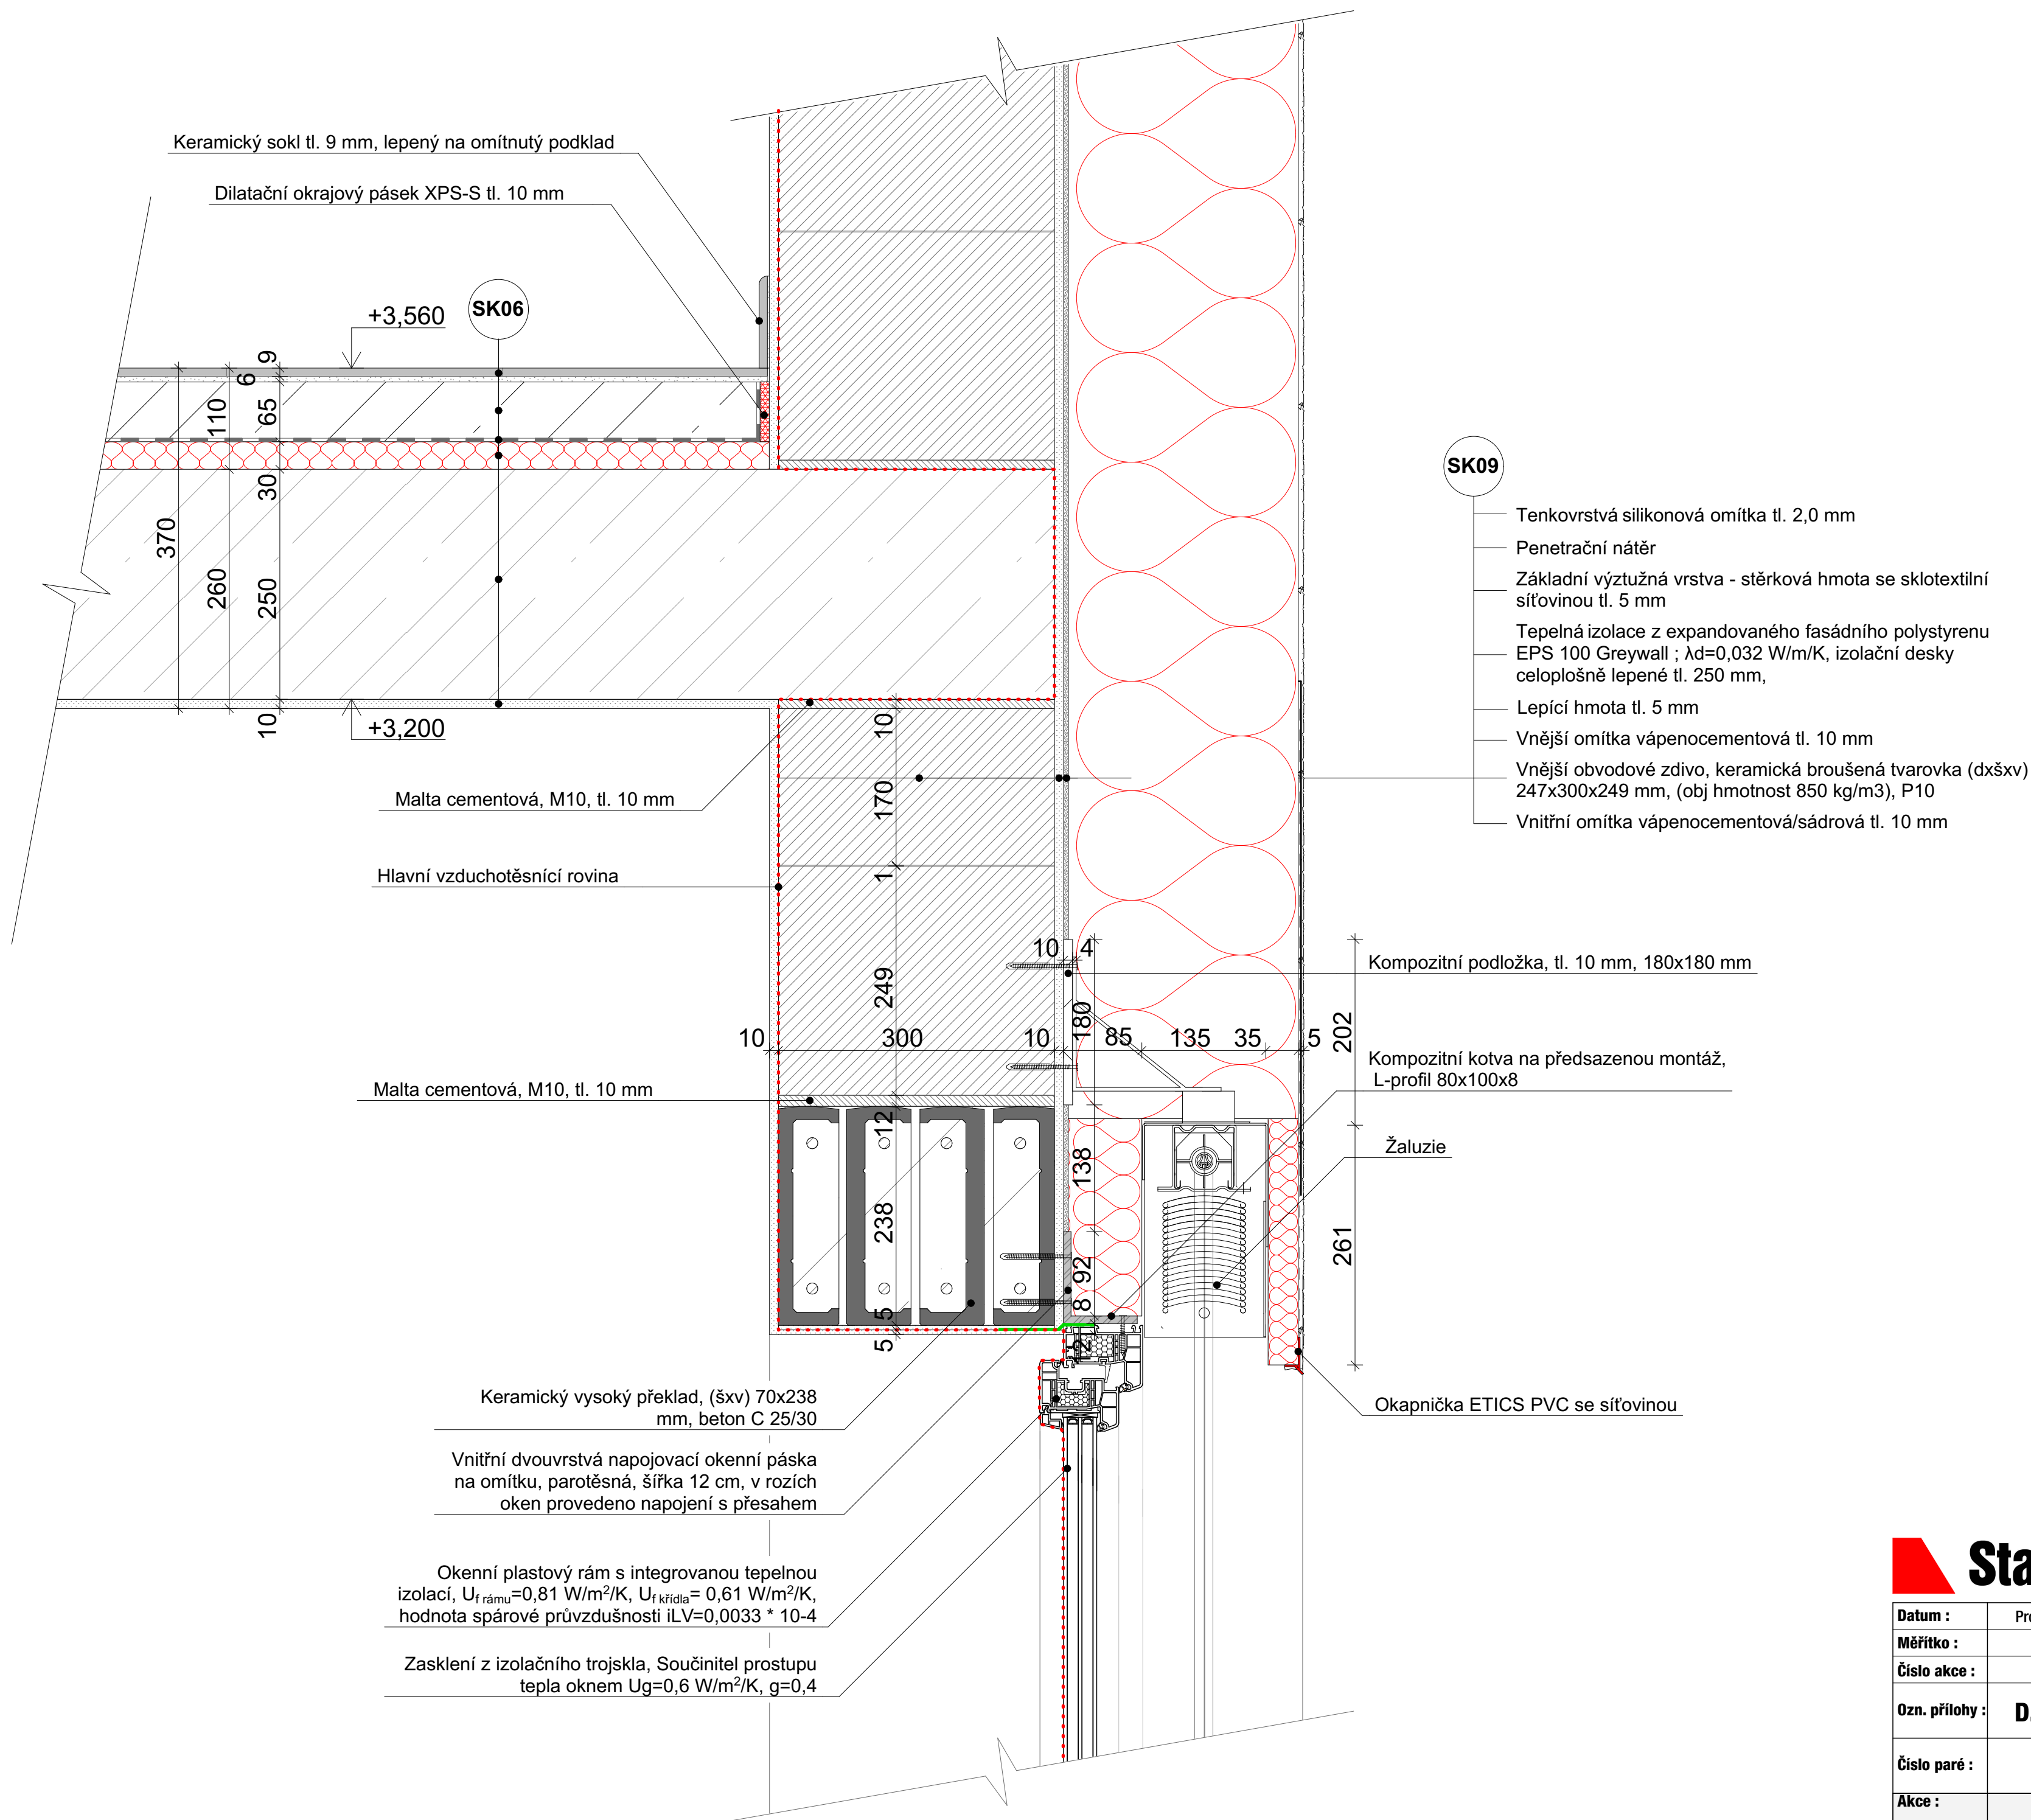 Keramický sokl tl. 9 mm, lepený na omítnutý podklad
Dilatační okrajový pásek XPS-S tl. 10 mm
+3,560
SK06
9
6
110
65
30
370
260
250
10
+3,200
Malta cementová, M10, tl. 10 mm
Hlavní vzduchotěsnící rovina
Malta cementová, M10, tl. 10 mm
10
170
1
249
10
300
10
12
238
5
5
10
4
180
85
135
35
5
138
92
8
2
202
261
SK09
Tenkovrstvá silikonová omítka tl. 2,0 mm
Penetrační nátěr
Základní výztužná vrstva - stěrková hmota se sklotextilní
síťovinou tl. 5 mm
Tepelná izolace z expandovaného fasádního polystyrenu
EPS 100 Greywall ; λd=0,032 W/m/K, izolační desky
celoplošně lepené tl. 250 mm,
Lepící hmota tl. 5 mm
Vnější omítka vápenocementová tl. 10 mm
Vnější obvodové zdivo, keramická broušená tvarovka (dxšxv)
247x300x249 mm, (obj hmotnost 850 kg/m3), P10
Vnitřní omítka vápenocementová/sádrová tl. 10 mm
Kompozitní podložka, tl. 10 mm, 180x180 mm
Kompozitní kotva na předsazenou montáž,
L-profil 80x100x8
Žaluzie
Okapnička ETICS PVC se síťovinou
Keramický vysoký překlad, (šxv) 70x238
mm, beton C 25/30
Vnitřní dvouvrstvá napojovací okenní páska
na omítku, parotěsná, šířka 12 cm, v rozích
oken provedeno napojení s přesahem
Okenní plastový rám s integrovanou tepelnou
izolací, Uf rámu=0,81 W/m²/K, Uf křídla= 0,61 W/m²/K,
hodnota spárové průvzdušnosti iLV=0,0033 * 10-4
Zasklení z izolačního trojskla, Součinitel prostupu
tepla oknem Ug=0,6 W/m²/K, g=0,4
Sta
Datum : Pr
Měřítko :
Číslo akce :
Ozn. přílohy : D.
Číslo paré :
Akce :